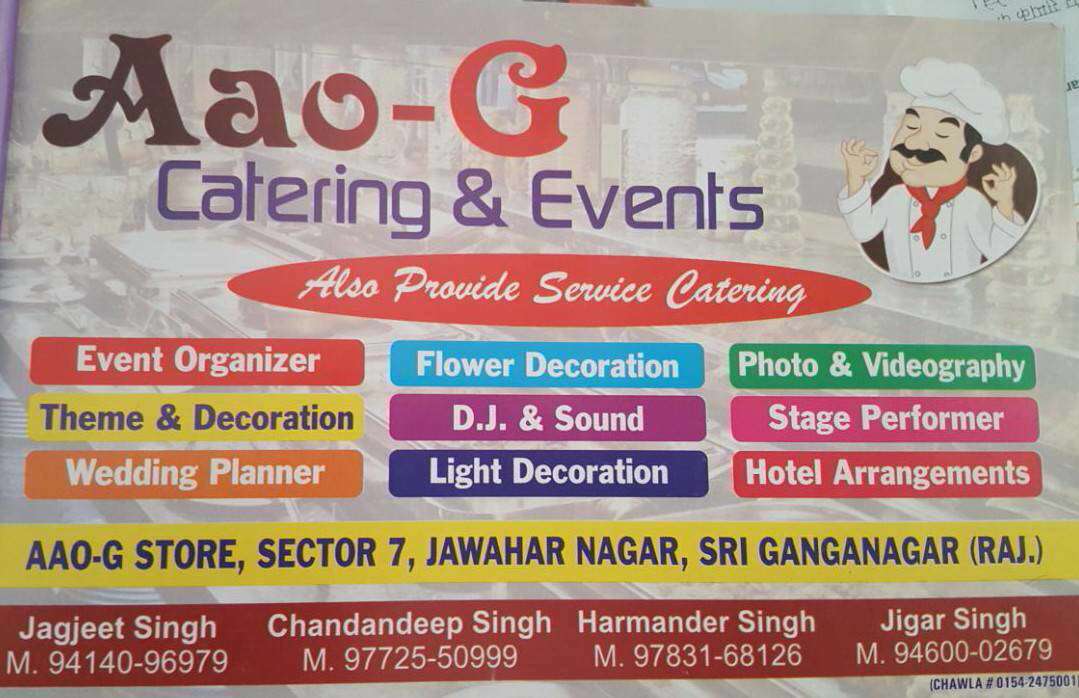 Aao-G
Catering & Events
Also Provide Service Catering
Event Organizer
Flower Decoration
Photo & Videography
Theme & Decoration
D.J. & Sound
Stage Performer
Wedding Planner
Light Decoration
Hotel Arrangements
AAO-G STORE, SECTOR 7, JAWAHAR NAGAR, SRI GANGANAGAR (RAJ.)
Jagjeet Singh
M. 94140-96979
Chandandeep Singh
M. 97725-50999
Harmander Singh
M. 97831-68126
Jigar Singh
M. 94600-02679
(CHAWLA # 0154-2475001)